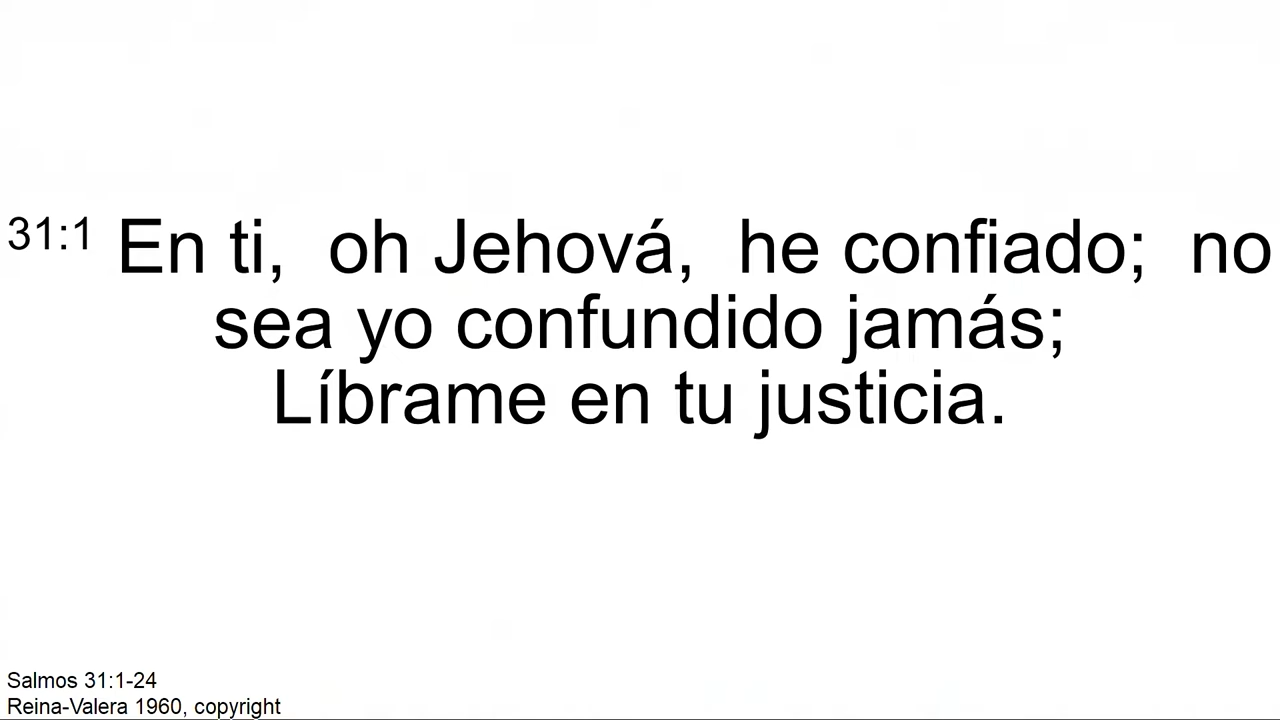 31:1 En ti, oh Jehová, he confiado; no
sea yo confundido jamás;
Líbrame en tu justicia.
Salmos 31:1-24
Reina-Valera 1960, copyright